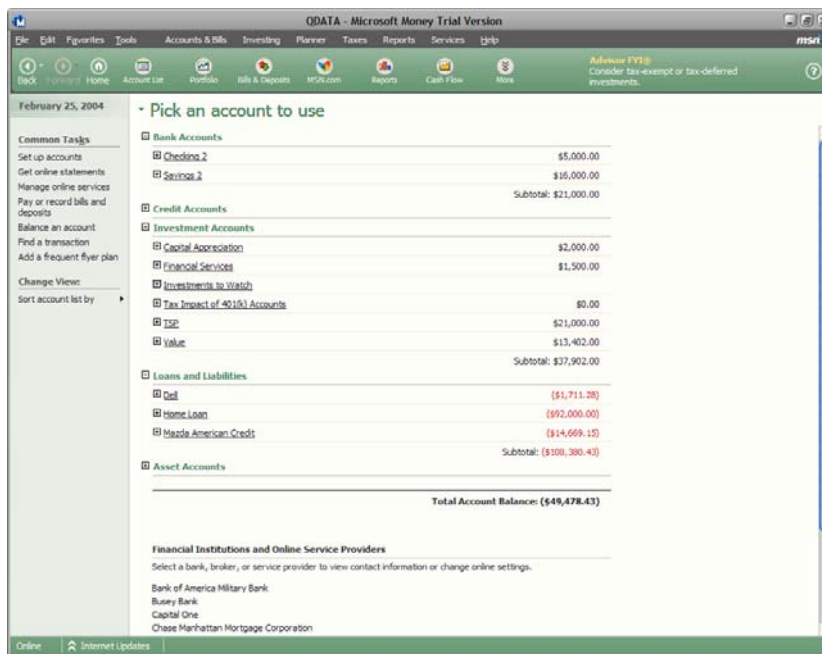 QDATA - Microsoft Money Trial Version
File Edit Favorites Tools Accounts & Bills Investing Planner Taxes Reports Services Help msn
Back Forward Home Account List Portfolio Bills & Deposits MSN.com Reports Cash Flow More
Advisor FYI
Consider tax-exempt or tax-deferred
investments.
February 25, 2004
Common Tasks
Set up accounts
Get online statements
Manage online services
Pay or record bills and
deposits
Balance an account
Find a transaction
Add a frequent flyer plan
Change View:
Sort account list by
Pick an account to use
Bank Accounts
Checking 2 $5,000.00
Savings 2 $16,000.00
Subtotal: $21,000.00
Credit Accounts
Investment Accounts
Capital Appreciation $2,000.00
Financial Services $1,500.00
Investments to Watch
Tax Impact of 401(k) Accounts $0.00
TSP $21,000.00
Value $13,402.00
Subtotal: $37,902.00
Loans and Liabilities
Dell ($1,711.28)
Home Loan ($92,000.00)
Mazda American Credit ($14,669.15)
Subtotal: ($108,380.43)
Asset Accounts
Total Account Balance: ($49,478.43)
Financial Institutions and Online Service Providers
Select a bank, broker, or service provider to view contact information or change online settings.
Bank of America Military Bank
Busey Bank
Capital One
Chase Manhattan Mortgage Corporation
Online Internet Updates